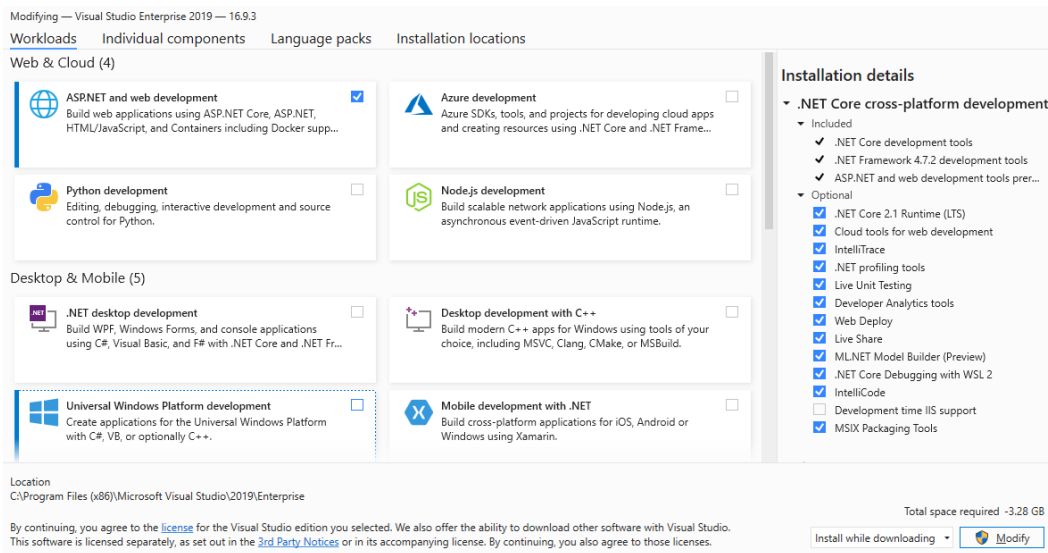 Modifying — Visual Studio Enterprise 2019 — 16.9.3
Workloads
Individual components
Language packs
Installation locations
Web & Cloud (4)
ASP.NET and web development
Build web applications using ASP.NET Core, ASP.NET,
HTML/JavaScript, and Containers including Docker supp...
Azure development
Azure SDKs, tools, and projects for developing cloud apps
and creating resources using .NET Core and .NET Frame...
Python development
Editing, debugging, interactive development and source
control for Python.
Node.js development
Build scalable network applications using Node.js, an
asynchronous event-driven JavaScript runtime.
Desktop & Mobile (5)
.NET
.NET desktop development
Build WPF, Windows Forms, and console applications
using C#, Visual Basic, and F# with .NET Core and .NET Fr...
Desktop development with C++
Build modern C++ apps for Windows using tools of your
choice, including MSVC, Clang, CMake, or MSBuild.
Universal Windows Platform development
Create applications for the Universal Windows Platform
with C#, VB, or optionally C++.
Mobile development with .NET
Build cross-platform applications for iOS, Android or
Windows using Xamarin.
Installation details
.NET Core cross-platform development
Included
.NET Core development tools
.NET Framework 4.7.2 development tools
ASP.NET and web development tools prer...
Optional
.NET Core 2.1 Runtime (LTS)
Cloud tools for web development
IntelliTrace
.NET profiling tools
Live Unit Testing
Developer Analytics tools
Web Deploy
Live Share
ML.NET Model Builder (Preview)
.NET Core Debugging with WSL 2
IntelliCode
Development time IIS support
MSIX Packaging Tools
Location
C:\Program Files (x86)\Microsoft Visual Studio\2019\Enterprise
By continuing, you agree to the license for the Visual Studio edition you selected. We also offer the ability to download other software with Visual Studio.
This software is licensed separately, as set out in the 3rd Party Notices or in its accompanying license. By continuing, you also agree to those licenses.
Total space required -3.28 GB
Install while downloading
Modify